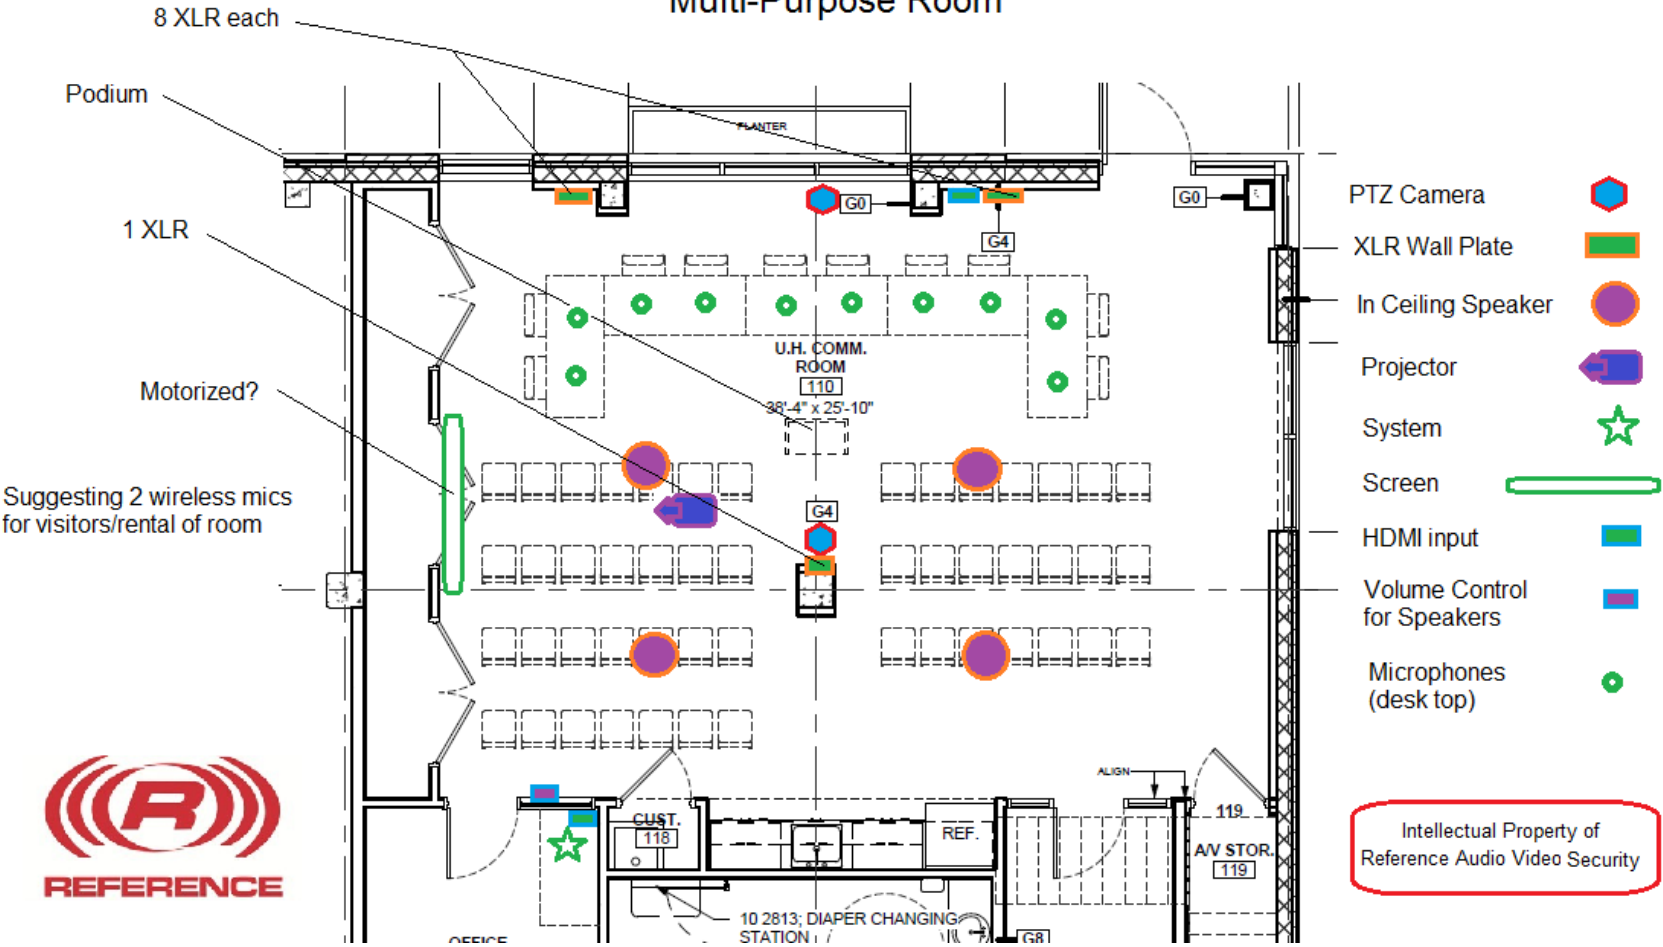 Multi-Purpose Room
8 XLR each
Podium
PLANTER
1 XLR
G0
G0
G4
PTZ Camera
XLR Wall Plate
In Ceiling Speaker
U.H. COMM.
ROOM
110
38'-4" x 25'-10"
Projector
Motorized?
System
Screen
Suggesting 2 wireless mics
for visitors/rental of room
G4
HDMI input
Volume Control
for Speakers
Microphones
(desk top)
ALIGN
R
REFERENCE
CUST.
118
REF.
119
A/V STOR.
119
Intellectual Property of
Reference Audio Video Security
10 2813; DIAPER CHANGING
STATION
OFFICE
G8